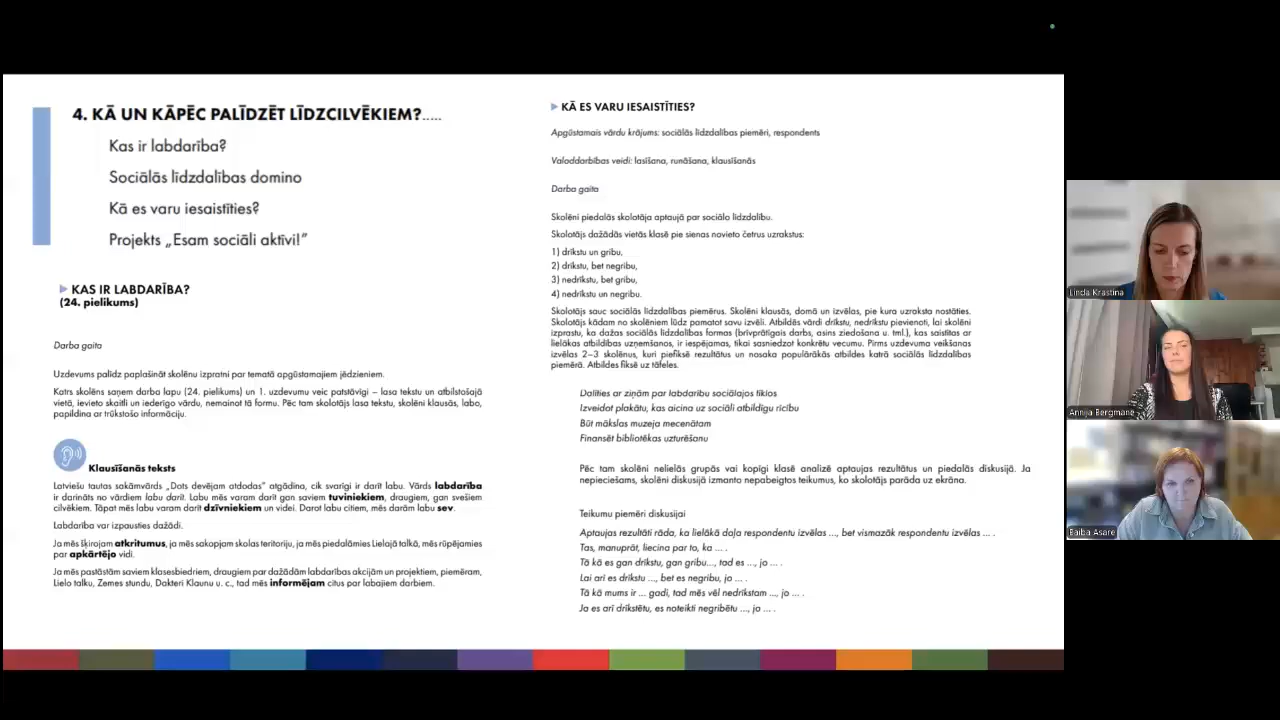 4. KĀ UN KĀPĒC PALĪDZĒT LĪDZCILVĒKIEM?.....
Kas ir labdarība?
Sociālās līdzdalības domino
Kā es varu iesaistīties?
Projekts „Esam sociāli aktīvi!”
KAS IR LABDARĪBA?
(24. pielikums)
Darba gaita
Uzdevums palīdz paplašināt skolēnu izpratni par tematā apgūstamajiem jēdzieniem.
Katrs skolēns saņem darba lapu (24. pielikums) un 1. uzdevumu veic patstāvīgi – lasa tekstu un atbilstošajā
vietā, ievieto skaitli un iederīgo vārdu, nemainot tā formu. Pēc tam skolotājs lasa tekstu, skolēni klausās, labo,
papildina ar trūkstošo informāciju.
Klausīšanās teksts
Latviešu tautas sakāmvārds „Dots devējam atdodas” atgādina, cik svarīgi ir darīt labu. Vārds labdarība
ir darināts no vārdiem labu darīt. Labu mēs varam darīt gan saviem tuviniekiem, draugiem, gan svešiem
cilvēkiem. Tāpat mēs labu varam darīt dzīvniekiem un videi. Darot labu citiem, mēs darām labu sev.
Labdarība var izpausties dažādi.
Ja mēs šķirojam atkritumus, ja mēs sakopjam skolas teritoriju, ja mēs piedalāmies Lielajā talkā, mēs rūpējamies
par apkārtējo vidi.
Ja mēs pastāstām saviem klasesbiedriem, draugiem par dažādām labdarības akcijām un projektiem, piemēram,
Lielo talku, Zemes stundu, Dakteri Klaunu u. c., tad mēs informējam citus par labajiem darbiem.
KĀ ES VARU IESAISTĪTIES?
Apgūstamais vārdu krājums: sociālās līdzdalības piemēri, respondents
Valoddarbības veidi: lasīšana, runāšana, klausīšanās
Darba gaita
Skolēni piedalās skolotāja aptaujā par sociālo līdzdalību.
Skolotājs dažādās vietās klasē pie sienas novieto četrus uzrakstus:
1) drīkstu un gribu,
2) drīkstu, bet negribu,
3) nedrīkstu, bet gribu,
4) nedrīkstu un negribu.
Skolotājs sauc sociālās līdzdalības piemērus. Skolēni klausās, domā un izvēlas, pie kura uzraksta nostāties.
Skolotājs kādam no skolēniem lūdz pamatot savu izvēli. Atbildēs vārdi drīkstu, nedrīkstu pievienoti, lai skolēni
izprastu, ka dažas sociālās līdzdalības formas (brīvprātīgais darbs, asins ziedošana u. tml.), kas saistītas ar
lielākas atbildības uzņemšanos, ir iespējamas, tikai sasniedzot konkrētu vecumu. Pirms uzdevuma veikšanas
izvēlas 2–3 skolēnus, kuri piefiksē rezultātus un nosaka populārākās atbildes katrā sociālās līdzdalības
piemērā. Atbildes fiksē uz tāfeles.
Dalīties ar ziņām par labdarību sociālajos tīklos
Izveidot plakātu, kas aicina uz sociāli atbildīgu rīcību
Būt mākslas muzeja mecenātam
Finansēt bibliotēkas uzturēšanu
Pēc tam skolēni nelielās grupās vai kopīgi klasē analizē aptaujas rezultātus un piedalās diskusijā. Ja
nepieciešams, skolēni diskusijā izmanto nepabeigtos teikumus, ko skolotājs parāda uz ekrāna.
Teikumu piemēri diskusijai
Aptaujas rezultāti rāda, ka lielākā daļa respondentu izvēlas ..., bet vismazāk respondentu izvēlas ... .
Tas, manuprāt, liecina par to, ka ... .
Tā kā es gan drīkstu, gan gribu..., tad es ..., jo ... .
Lai arī es drīkstu ..., bet es negribu, jo ... .
Tā kā mums ir ... gadi, tad mēs vēl nedrīkstam ..., jo ... .
Ja es arī drīkstētu, es noteikti negribētu ..., jo ... .
Linda Krastina
Annija Bergmane
Baiba Asare